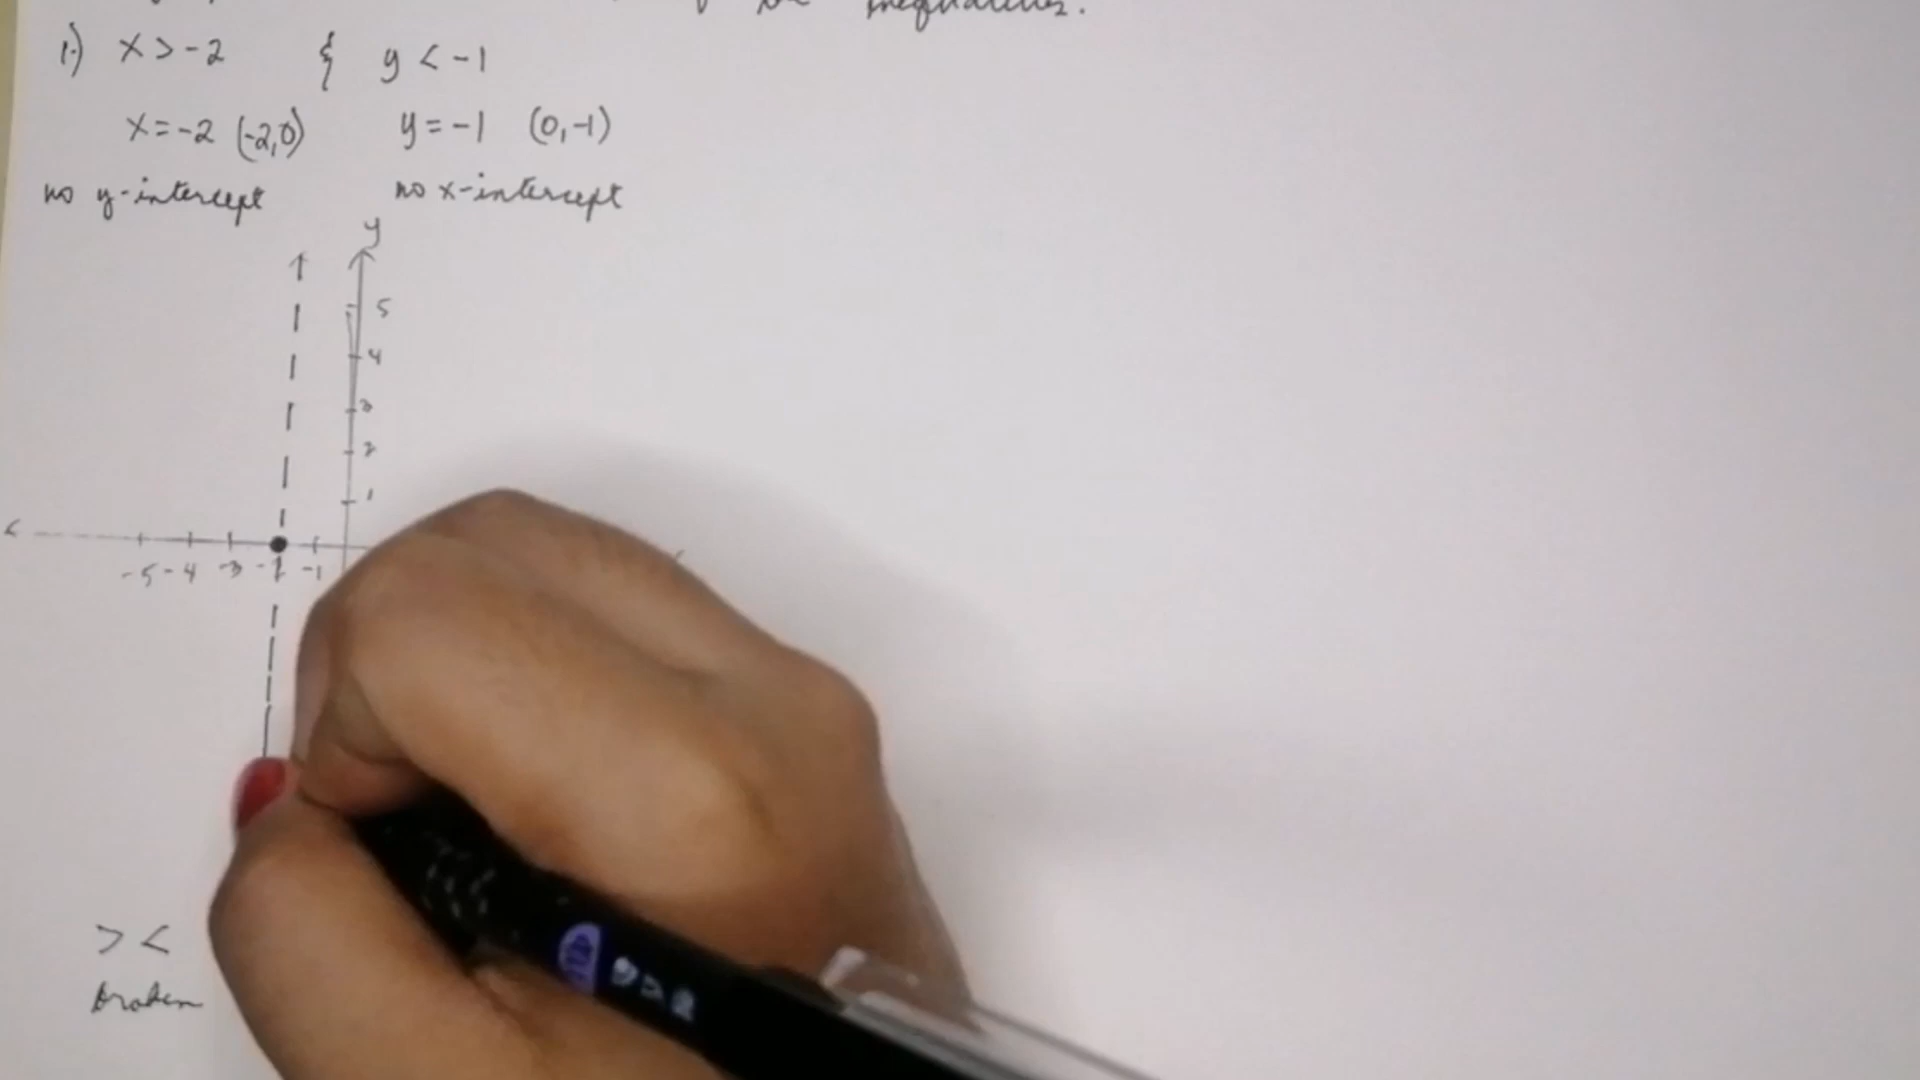 inequalities.
1.) x > -2 & y < -1
x = -2 (-2,0) y = -1 (0,-1)
no y-intercept no x-intercept
y
5
4
3
2
1
-5 -4 -3 -2 -1
> <
broken